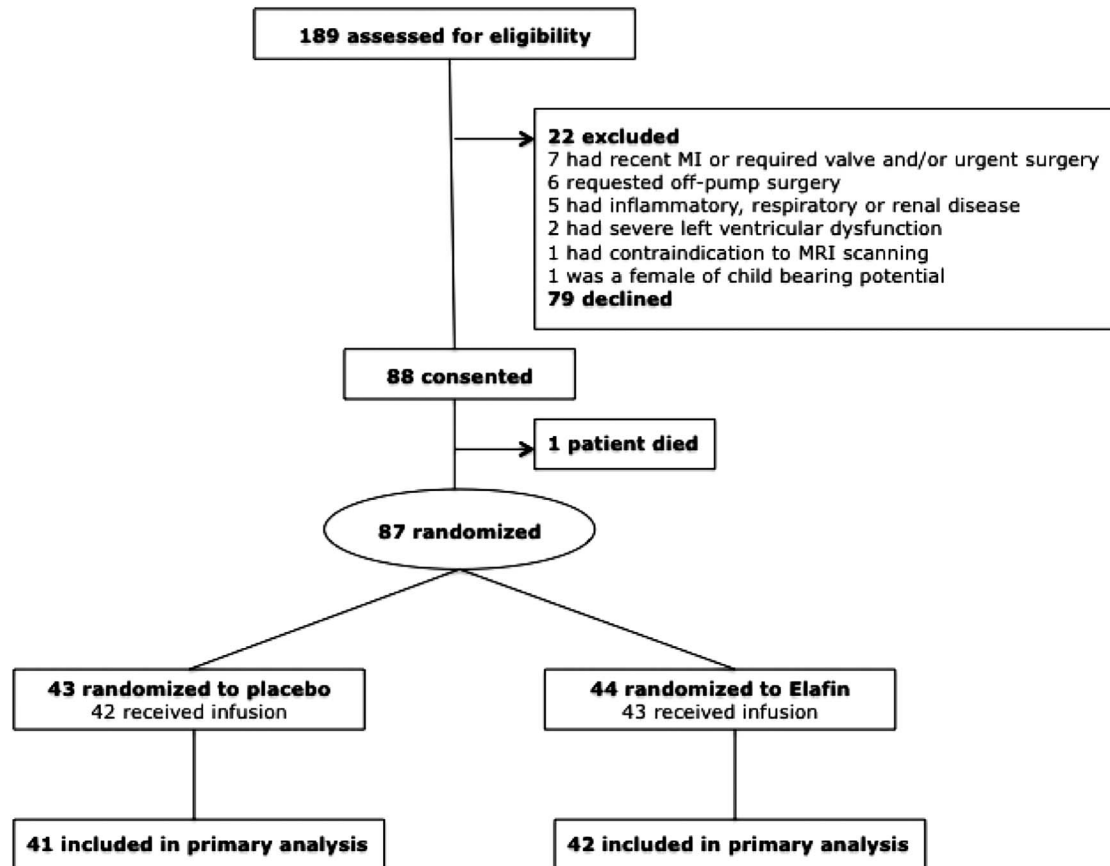 189 assessed for eligibility
22 excluded
7 had recent MI or required valve and/or urgent surgery
6 requested off-pump surgery
5 had inflammatory, respiratory or renal disease
2 had severe left ventricular dysfunction
1 had contraindication to MRI scanning
1 was a female of child bearing potential
79 declined
88 consented
1 patient died
87 randomized
43 randomized to placebo
42 received infusion
44 randomized to Elafin
43 received infusion
41 included in primary analysis
42 included in primary analysis